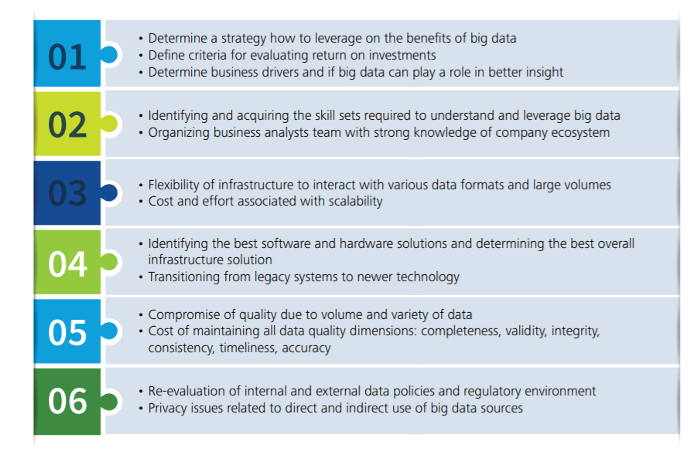 01
• Determine a strategy how to leverage on the benefits of big data
• Define criteria for evaluating return on investments
• Determine business drivers and if big data can play a role in better insight
02
• Identifying and acquiring the skill sets required to understand and leverage big data
• Organizing business analysts team with strong knowledge of company ecosystem
03
• Flexibility of infrastructure to interact with various data formats and large volumes
• Cost and effort associated with scalability
04
• Identifying the best software and hardware solutions and determining the best overall
infrastructure solution
• Transitioning from legacy systems to newer technology
05
• Compromise of quality due to volume and variety of data
• Cost of maintaining all data quality dimensions: completeness, validity, integrity,
consistency, timeliness, accuracy
06
• Re-evaluation of internal and external data policies and regulatory environment
• Privacy issues related to direct and indirect use of big data sources